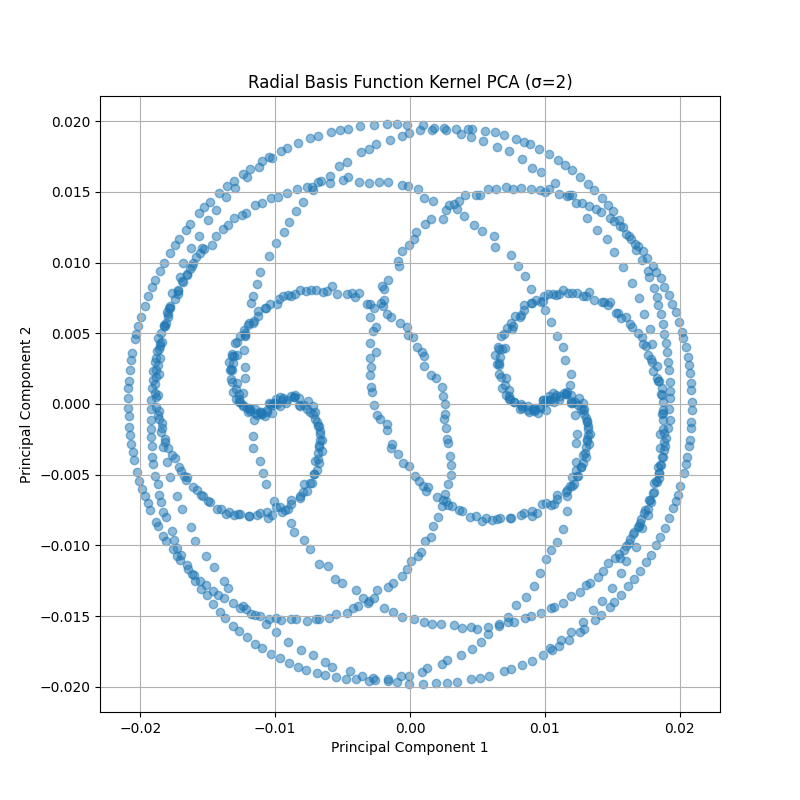 Radial Basis Function Kernel PCA (σ=2)
Principal Component 2
0.020
0.015
0.010
0.005
0.000
−0.005
−0.010
−0.015
−0.020
−0.02 −0.01 0.00 0.01 0.02
Principal Component 1